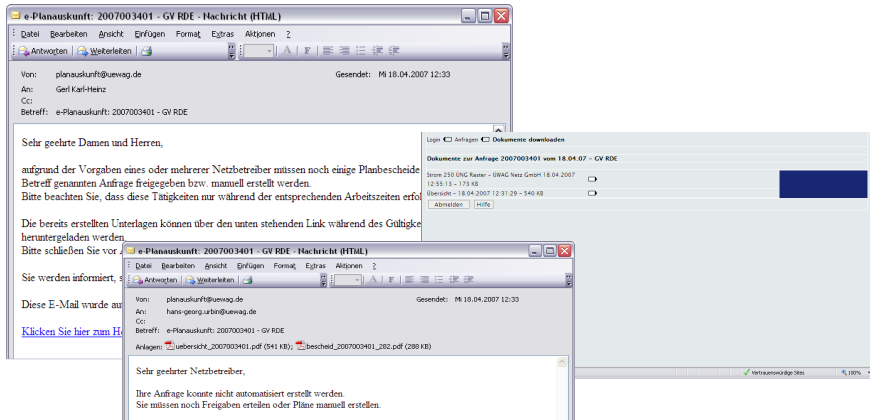 e-Planauskunft: 2007003401 - GV RDE - Nachricht (HTML)
Datei Bearbeiten Ansicht Einfügen Format Extras Aktionen ?
Antworten Weiterleiten A F
Von: planauskunft@uewag.de Gesendet: Mi 18.04.2007 12:33
An: Gerl Karl-Heinz
Cc:
Betreff: e-Planauskunft: 2007003401 - GV RDE
Sehr geehrte Damen und Herren,
aufgrund der Vorgaben eines oder mehrerer Netzbetreiber müssen noch einige Planbescheide
Betreff genannten Anfrage freigegeben bzw. manuell erstellt werden.
Bitte beachten Sie, dass diese Tätigkeiten nur während der entsprechenden Arbeitszeiten erfol
Die bereits erstellten Unterlagen können über den unten stehenden Link während des Gültigke
heruntergeladen werden.
Bitte schließen Sie vor
Sie werden informiert, s
Diese E-Mail wurde au
Klicken Sie hier zum H
Login Anfragen Dokumente downloaden
Dokumente zur Anfrage 2007003401 vom 18.04.07 - GV RDE
Strom 250 ÜNG Raster - ÜWAG Netz GmbH 18.04.2007
12:55:13 - 173 KB
Übersicht - 18.04.2007 12:31:29 - 540 KB
Abmelden Hilfe
Vertrauenswürdige Sites 100%
e-Planauskunft: 2007003401 - GV RDE - Nachricht (HTML)
Datei Bearbeiten Ansicht Einfügen Format Extras Aktionen ?
Antworten Weiterleiten A F
Von: planauskunft@uewag.de Gesendet: Mi 18.04.2007 12:33
An: hans-georg.urbin@uewag.de
Cc:
Betreff: e-Planauskunft: 2007003401 - GV RDE
Anlagen: uebersicht_2007003401.pdf (541 KB); bescheid_2007003401_282.pdf (288 KB)
Sehr geehrter Netzbetreiber,
Ihre Anfrage konnte nicht automatisiert erstellt werden.
Sie müssen noch Freigaben erteilen oder Pläne manuell erstellen.